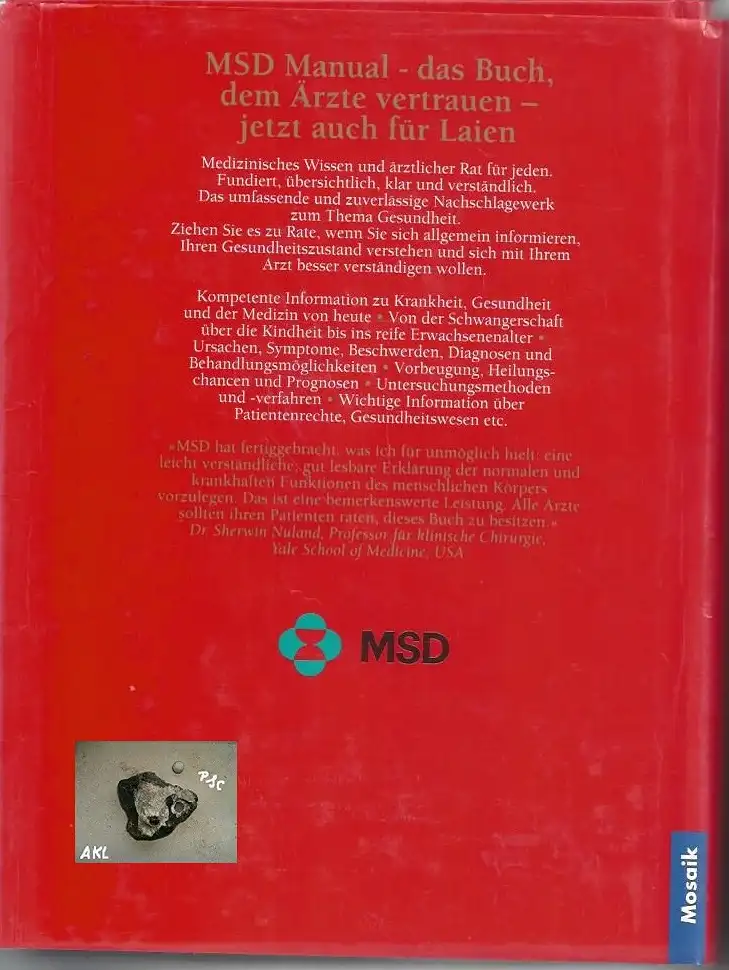 MSD Manual - das Buch,
dem Ärzte vertrauen –
jetzt auch für Laien
Medizinisches Wissen und ärztlicher Rat für jeden.
Fundiert, übersichtlich, klar und verständlich.
Das umfassende und zuverlässige Nachschlagewerk
zum Thema Gesundheit.
Ziehen Sie es zu Rate, wenn Sie sich allgemein informieren,
Ihren Gesundheitszustand verstehen und sich mit Ihrem
Arzt besser verständigen wollen.
Kompetente Information zu Krankheit, Gesundheit
und der Medizin von heute • Von der Schwangerschaft
über die Kindheit bis ins reife Erwachsenenalter •
Ursachen, Symptome, Beschwerden, Diagnosen und
Behandlungsmöglichkeiten • Vorbeugung, Heilungs-
chancen und Prognosen • Untersuchungsmethoden
und -verfahren • Wichtige Information über
Patientenrechte, Gesundheitswesen etc.
»MSD hat fertiggebracht, was ich für unmöglich hielt: eine
leicht verständliche, gut lesbare Erklärung der normalen und
krankhaften Funktionen des menschlichen Körpers
vorzulegen. Das ist eine bemerkenswerte Leistung. Alle Ärzte
sollten ihren Patienten raten, dieses Buch zu besitzen.«
Dr. Sherwin Nuland, Professor für klinische Chirurgie,
Yale School of Medicine, USA
MSD
PSC
AKL
Mosaik